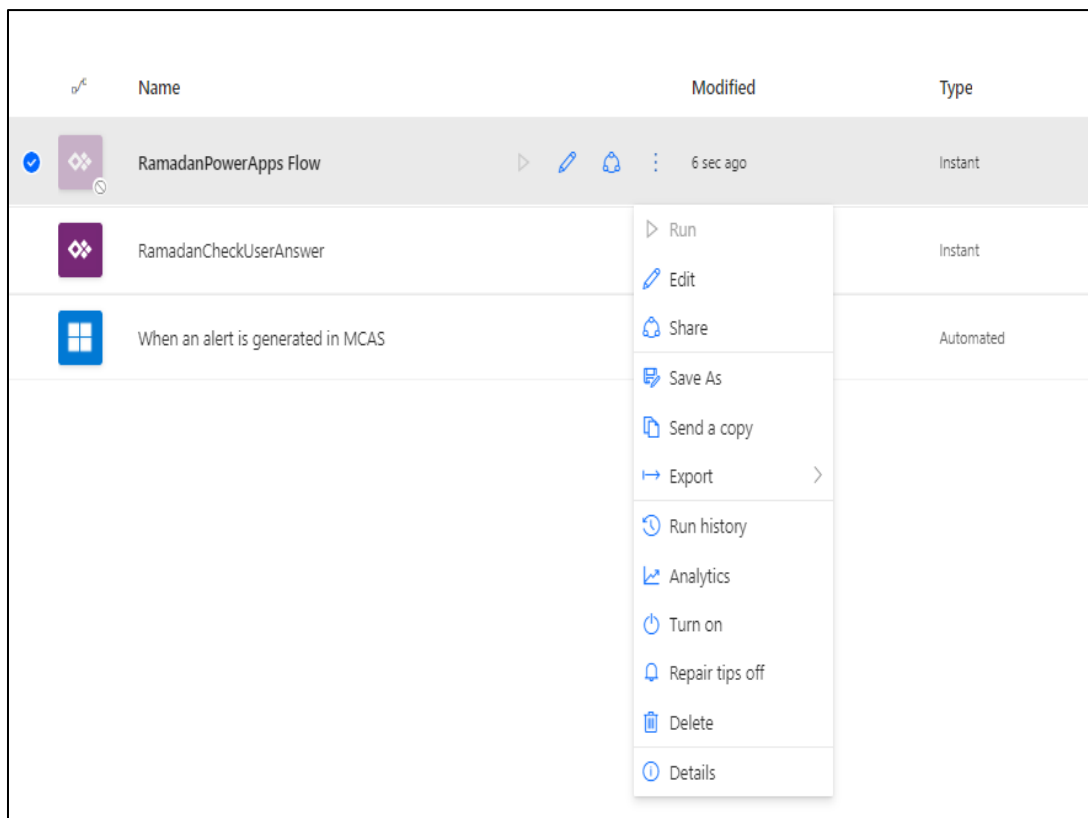 Name Modified Type
RamadanPowerApps Flow 6 sec ago Instant
Run
RamadanCheckUserAnswer Instant
Edit
Share
When an alert is generated in MCAS Automated
Save As
Send a copy
Export
Run history
Analytics
Turn on
Repair tips off
Delete
Details